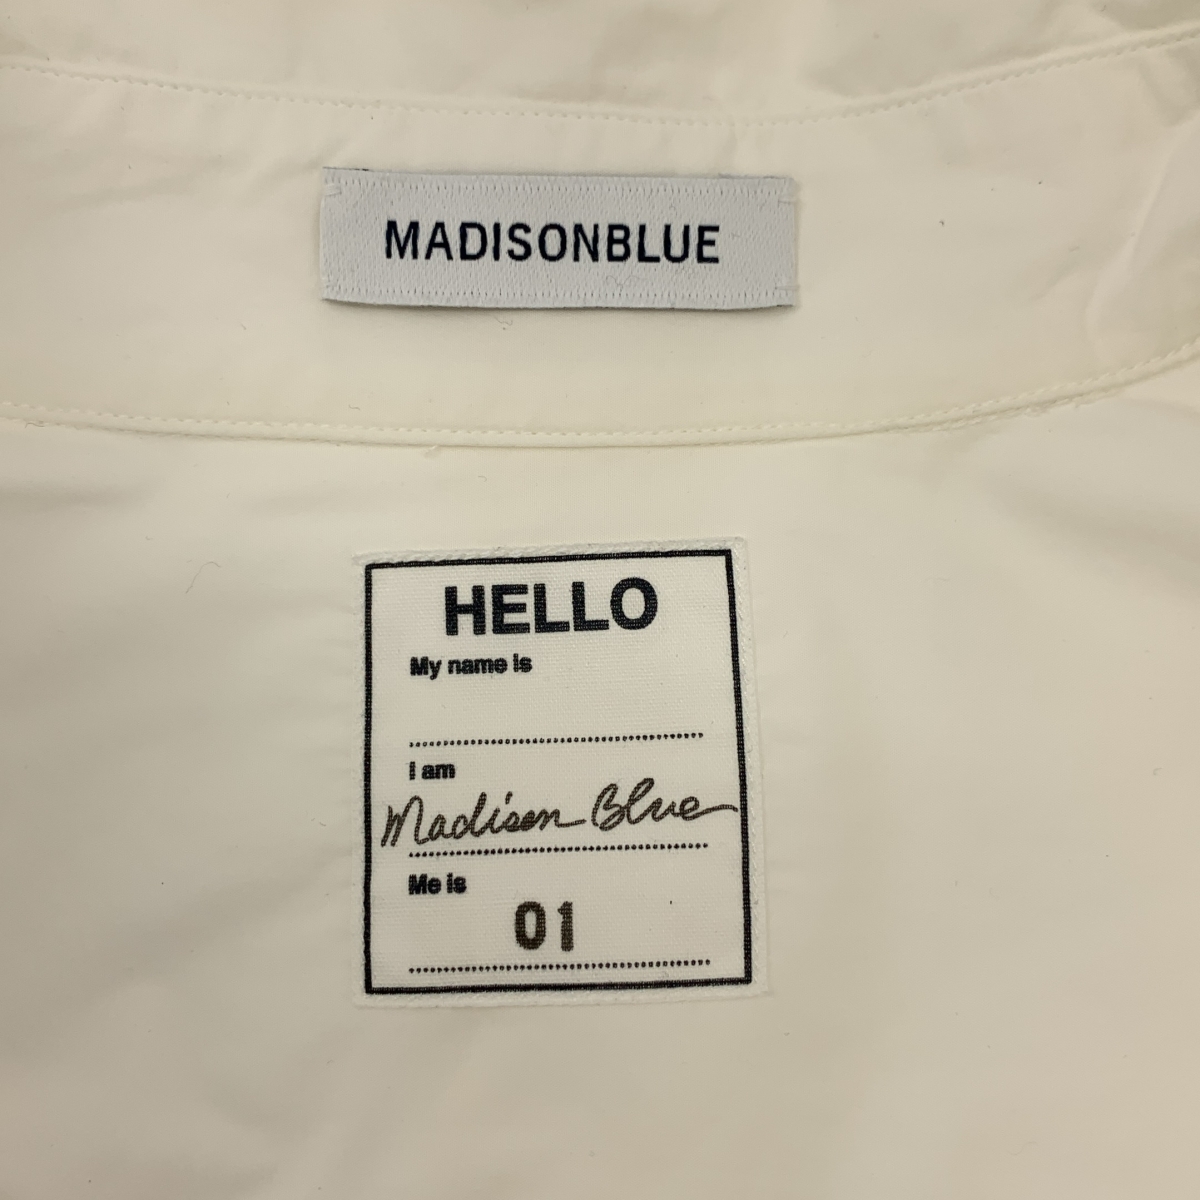 MADISONBLUE
HELLO
My name is
I am
Madison Blue
Me is
01